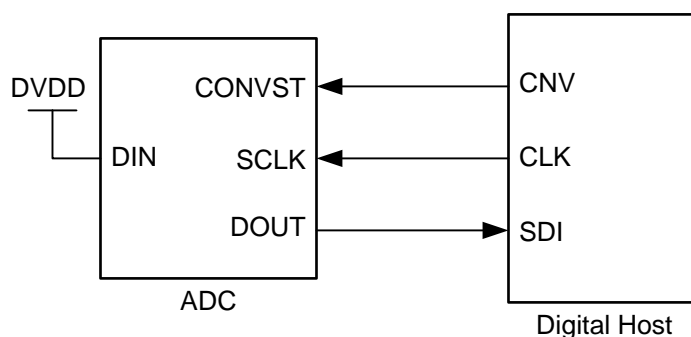 DVDD
DIN
CONVST
SCLK
DOUT
ADC
CNV
CLK
SDI
Digital Host